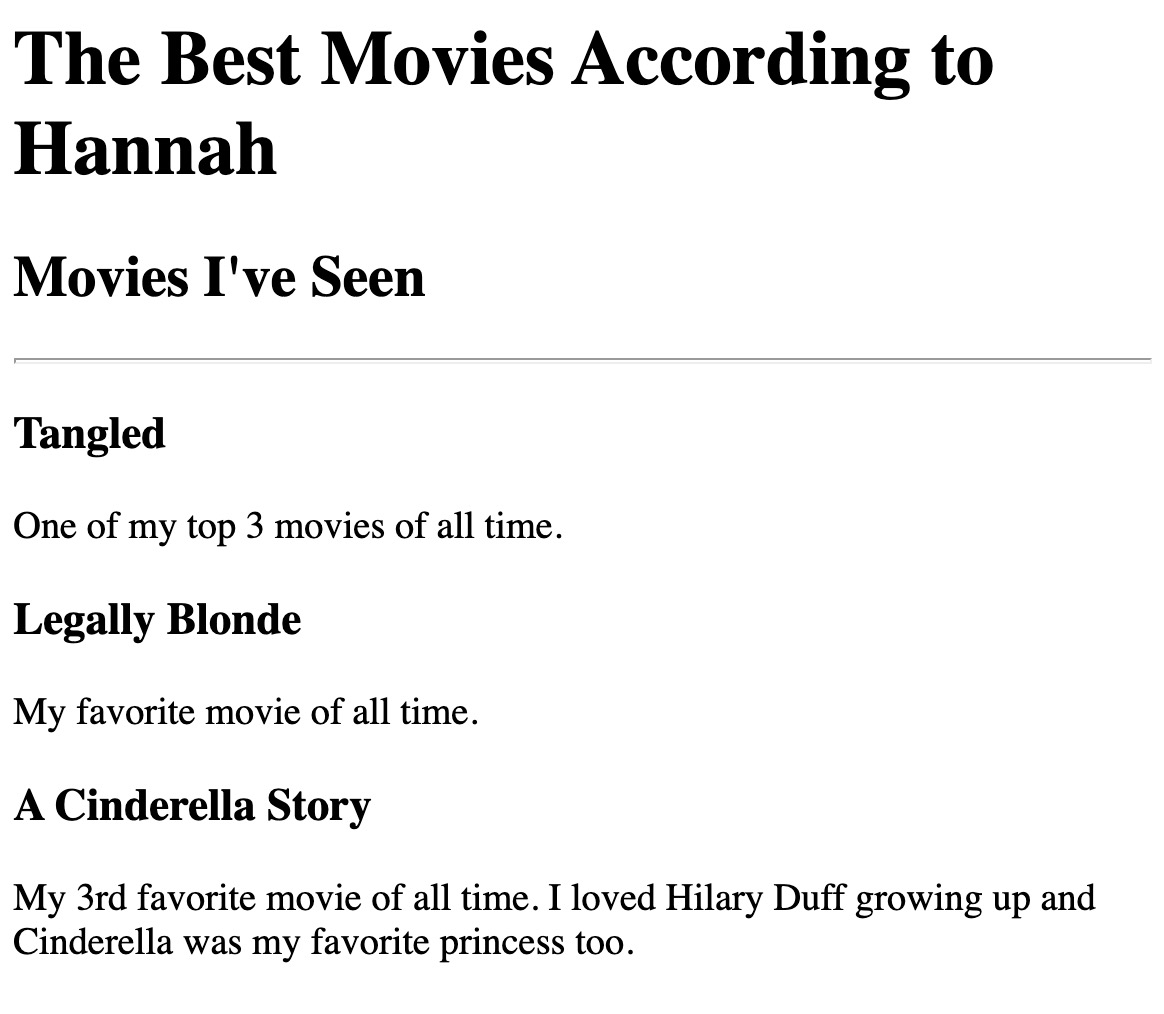 The Best Movies According to
Hannah
Movies I've Seen
Tangled
One of my top 3 movies of all time.
Legally Blonde
My favorite movie of all time.
A Cinderella Story
My 3rd favorite movie of all time. I loved Hilary Duff growing up and
Cinderella was my favorite princess too.